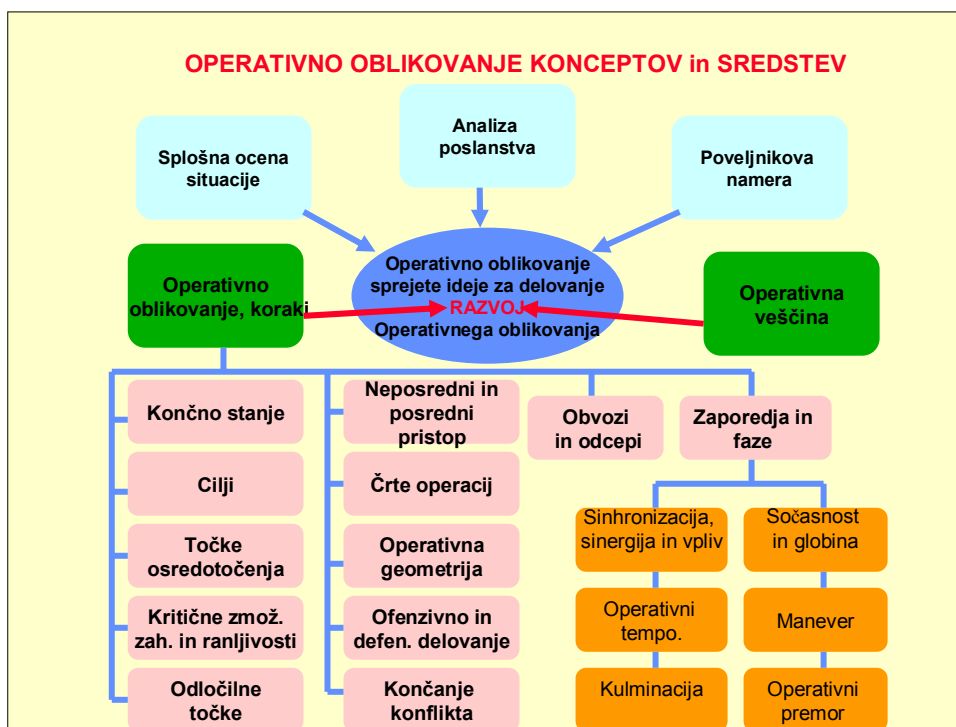 OPERATIVNO OBLIKOVANJE KONCEPTOV in SREDSTEV
Splošna ocena
situacije
Analiza
poslanstva
Poveljnikova
namera
Operativno oblikovanje
sprejete ideje za delovanje
RAZVOJ
Operativnega oblikovanja
Operativno
oblikovanje, koraki
Operativna
veščina
Končno stanje
Cilji
Točke
osredotočenja
Kritične zmož.
zah. in ranljivosti
Odločilne
točke
Neposredni in
posredni
pristop
Črte operacij
Operativna
geometrija
Ofenzivno in
defen. delovanje
Končanje
konflikta
Obvozi
in odcepi
Zaporedja in
faze
Sinhronizacija,
sinergija in vpliv
Operativni
tempo.
Kulminacija
Sočasnost
in globina
Manever
Operativni
premor